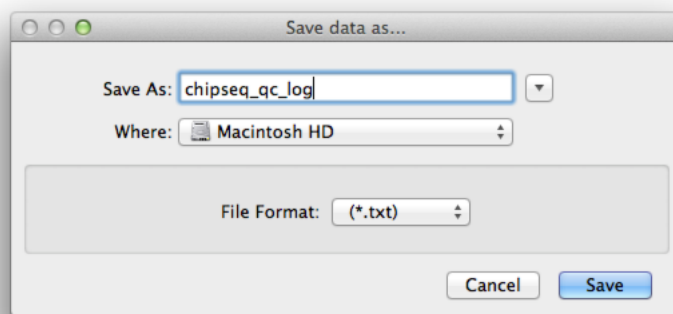 Save data as...
Save As: chipseq_qc_log
Where: Macintosh HD
File Format: (*.txt)
Cancel Save